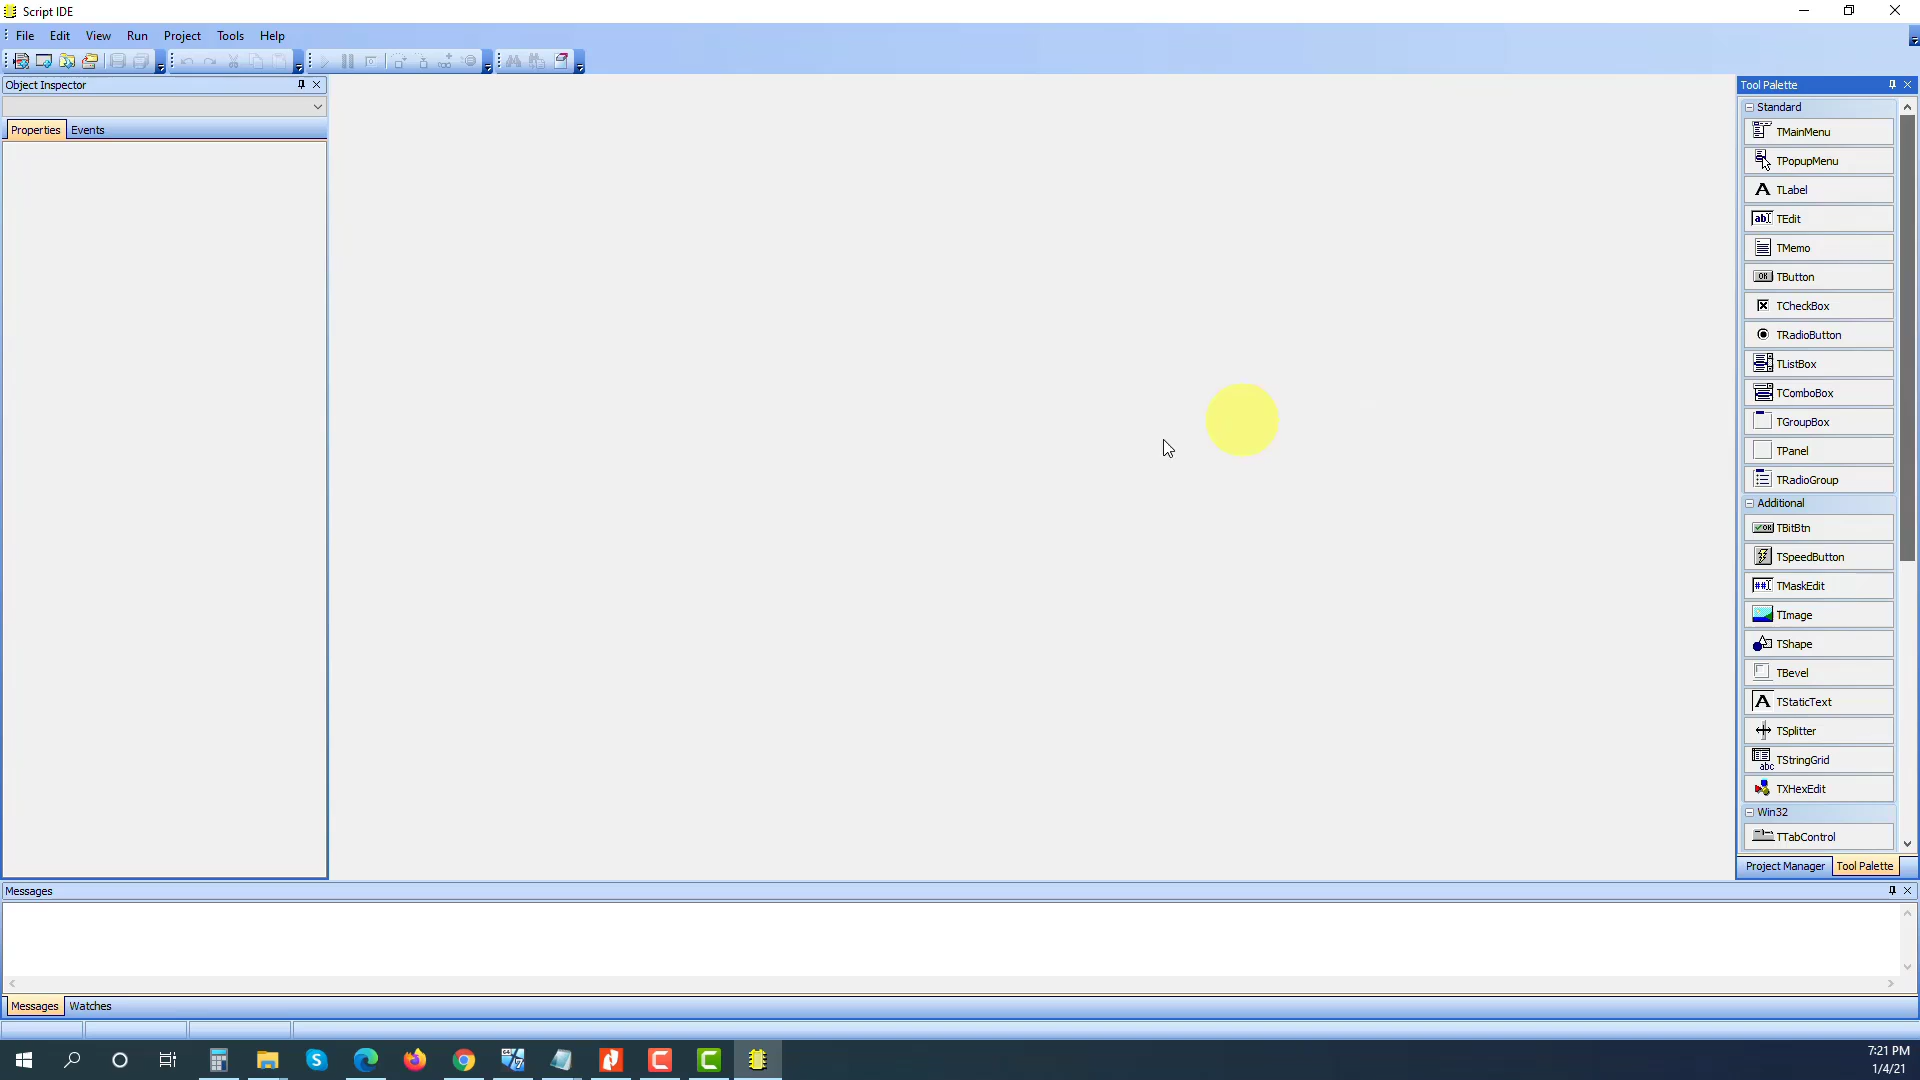 Script IDE
File Edit View Run Project Tools Help
Object Inspector
Properties Events
Tool Palette
Standard
TMainMenu
TPopupMenu
TLabel
TEdit
TMemo
TButton
TCheckBox
TRadioButton
TListBox
TComboBox
TGroupBox
TPanel
TRadioGroup
Additional
TBitBtn
TSpeedButton
TMaskEdit
TImage
TShape
TBevel
TStaticText
TSplitter
TStringGrid
TXHexEdit
Win32
TTabControl
Project Manager Tool Palette
Messages
Messages Watches
7:21 PM
1/4/21